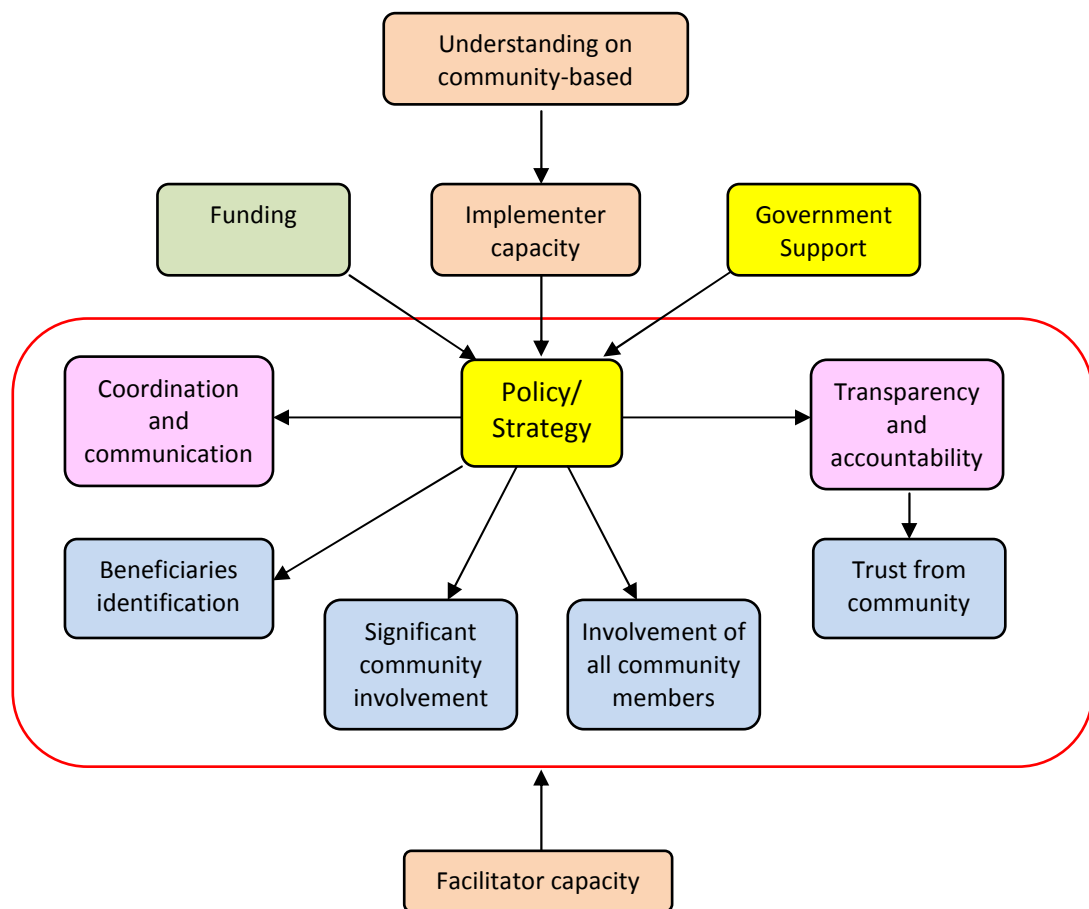 Understanding on
community-based
Funding
Implementer
capacity
Government
Support
Coordination
and
communication
Policy/
Strategy
Transparency
and
accountability
Beneficiaries
identification
Significant
community
involvement
Involvement of
all community
members
Trust from
community
Facilitator capacity